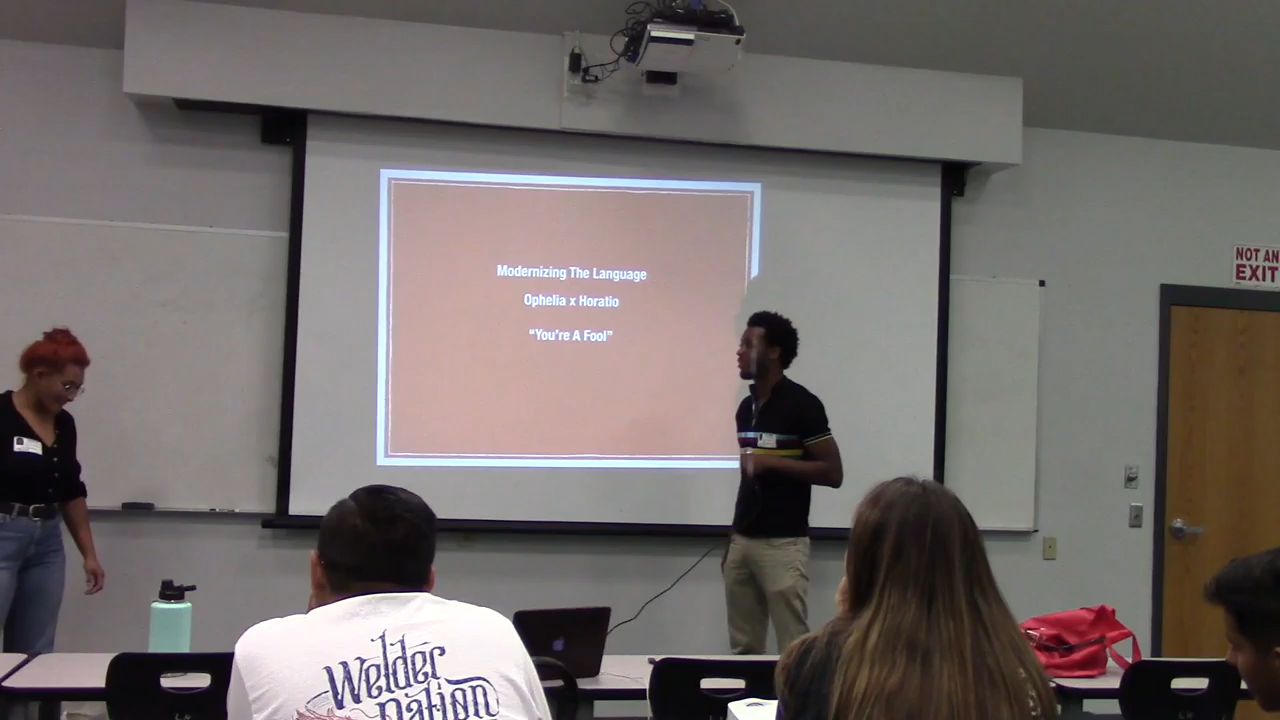 Modernizing The Language
Ophelia x Horatio
“You're A Fool”
NOT AN
EXIT
Welder
nation